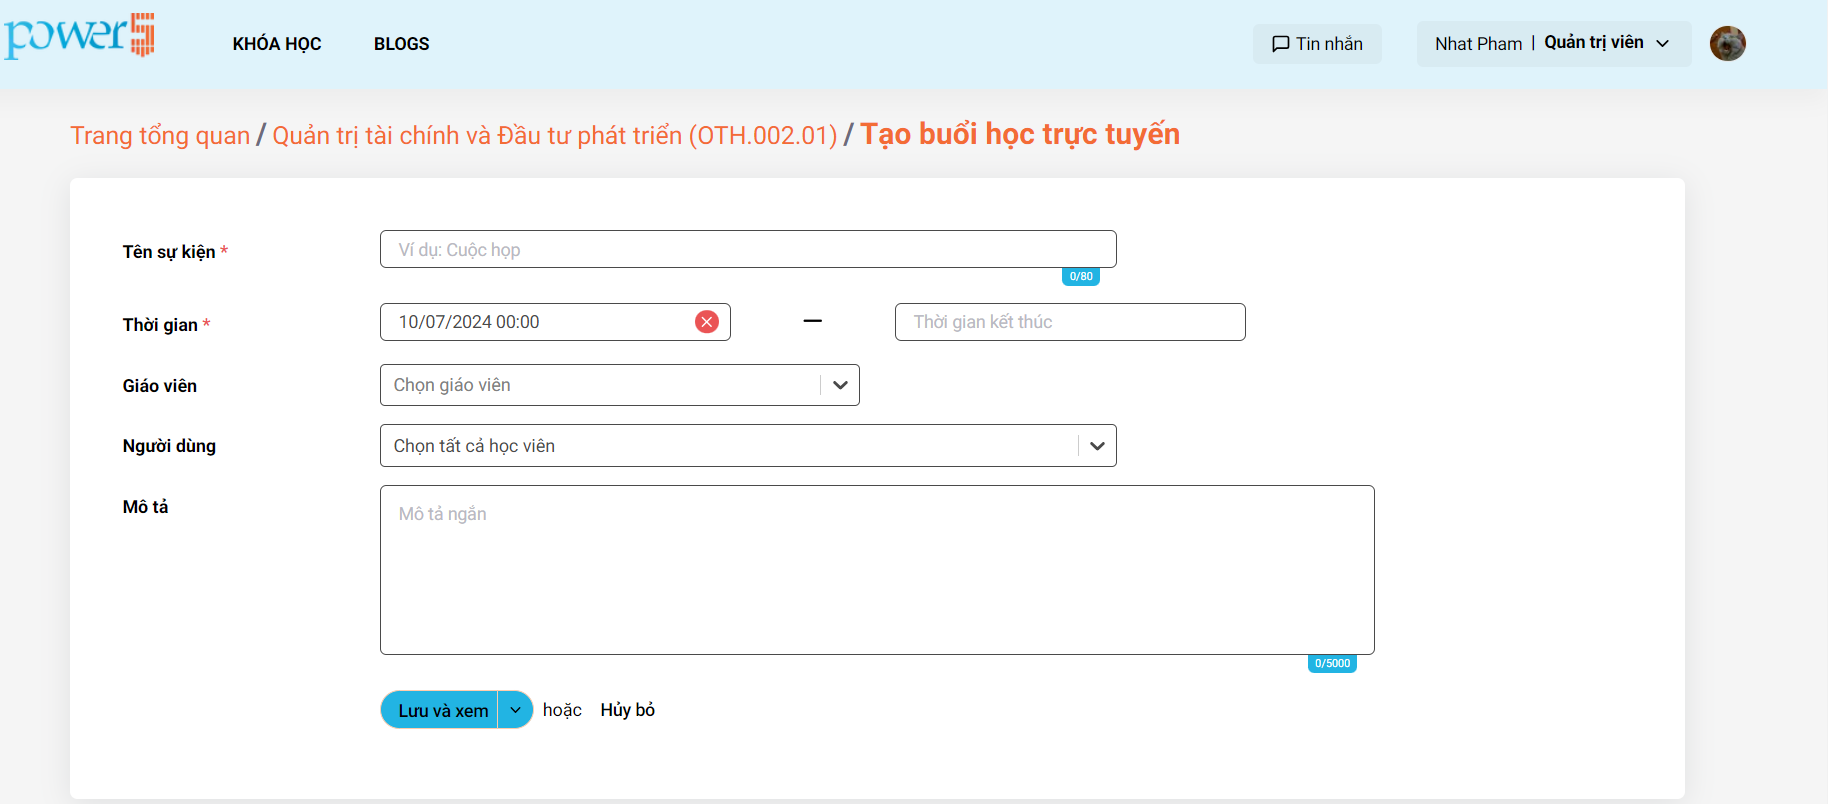 power5
KHÓA HỌC
BLOGS
Tin nhắn
Nhat Pham | Quản trị viên
Trang tổng quan / Quản trị tài chính và Đầu tư phát triển (OTH.002.01) / Tạo buổi học trực tuyến
Tên sự kiện *
Ví dụ: Cuộc họp
0/80
Thời gian *
10/07/2024 00:00
—
Thời gian kết thúc
Giáo viên
Chọn giáo viên
Người dùng
Chọn tất cả học viên
Mô tả
Mô tả ngắn
0/5000
Lưu và xem
hoặc
Hủy bỏ